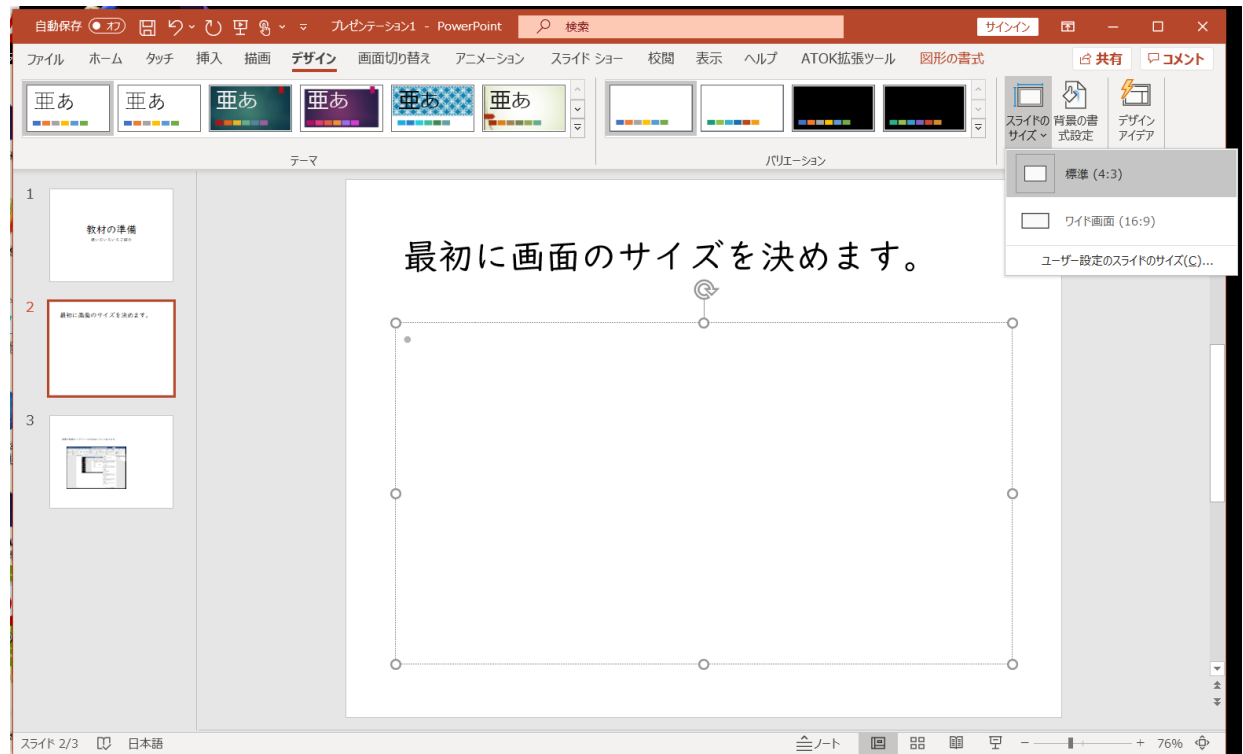 自動保存 オフ プレゼンテーション1 - PowerPoint 検索 サインイン
ファイル ホーム タッチ 挿入 描画 デザイン 画面切り替え アニメーション スライド ショー 校閲 表示 ヘルプ ATOK拡張ツール 図形の書式 共有 コメント
亜あ 亜あ 亜あ 亜あ 亜あ 亜あ
スライドの サイズ
背景の書 式設定
デザイン アイデア
テーマ バリエーション
標準 (4:3)
ワイド画面 (16:9)
ユーザー設定のスライドのサイズ(C)...
1
教材の準備
2
最初に画面のサイズを決めます。
3
最初に画面のサイズを決めます。
スライド 2/3 日本語 ノート 76%